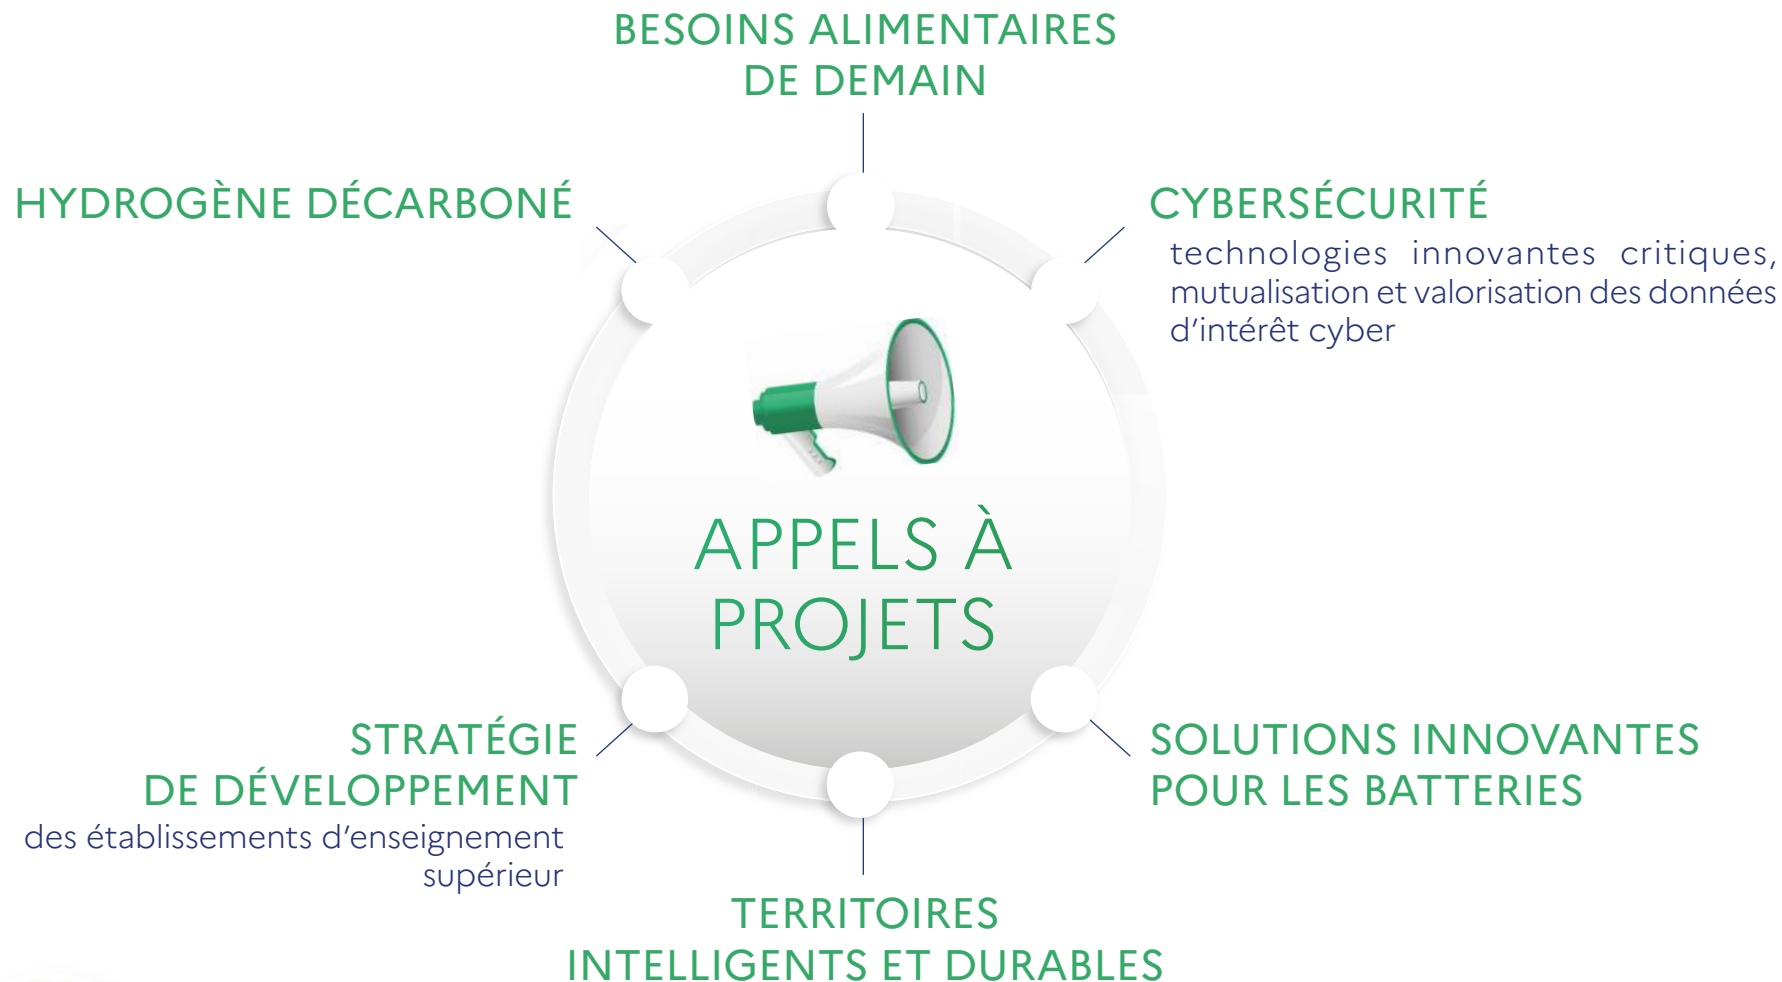 BESOINS ALIMENTAIRES
DE DEMAIN
HYDROGÈNE DÉCARBONÉ
CYBERSÉCURITÉ
technologies innovantes critiques,
mutualisation et valorisation des données
d'intérêt cyber
APPELS À
PROJETS
STRATÉGIE
DE DÉVELOPPEMENT
des établissements d'enseignement
supérieur
SOLUTIONS INNOVANTES
POUR LES BATTERIES
TERRITOIRES
INTELLIGENTS ET DURABLES